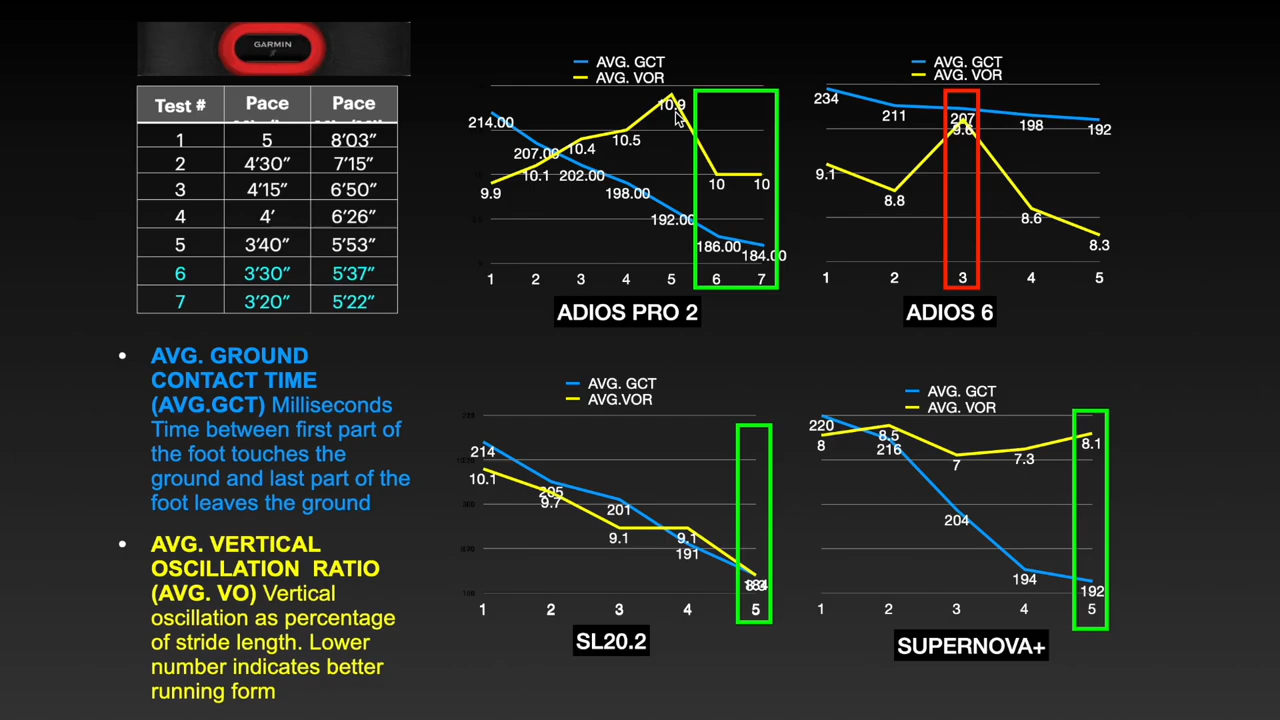 GARMIN
Test # Pace Pace
1 5 8’03”
2 4’30” 7’15”
3 4’15” 6’50”
4 4’ 6’26”
5 3’40” 5’53”
6 3’30” 5’37”
7 3’20” 5’22”
• AVG. GROUND
CONTACT TIME
(AVG.GCT) Milliseconds
Time between first part of
the foot touches the
ground and last part of the
foot leaves the ground
• AVG. VERTICAL
OSCILLATION RATIO
(AVG. VO) Vertical
oscillation as percentage
of stride length. Lower
number indicates better
running form
AVG. GCT
AVG. VOR
214.00 207.00 202.00 198.00 192.00 186.00 184.00
9.9 10.1 10.4 10.5 10.9 10 10
1 2 3 4 5 6 7
ADIOS PRO 2
AVG. GCT
AVG. VOR
234 211 207 198 192
9.1 8.8 9.6 8.6 8.3
1 2 3 4 5
ADIOS 6
AVG. GCT
AVG.VOR
214 205 201 191 184
10.1 9.7 9.1 9.1
1 2 3 4 5
SL20.2
AVG. GCT
AVG. VOR
220 216 204 194 192
8 8.5 7 7.3 8.1
1 2 3 4 5
SUPERNOVA+